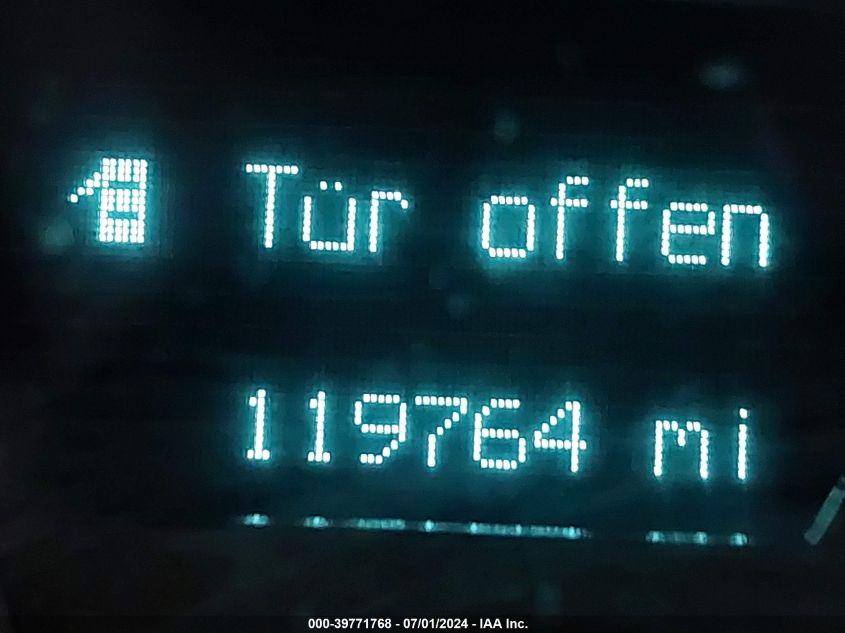 Tür offen
119764 mi
000-39771768 - 07/01/2024 - IAA Inc.